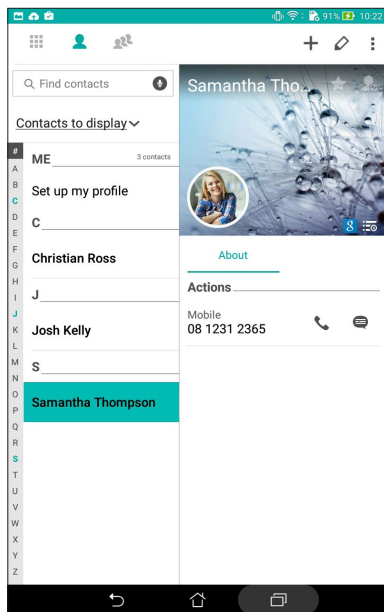 91% 10:22
Find contacts
Contacts to display
ME 3 contacts
Set up my profile
C
Christian Ross
J
Josh Kelly
S
Samantha Thompson
#
A
B
C
D
E
F
G
H
I
J
K
L
M
N
O
P
Q
R
S
T
U
V
W
X
Y
Z
Samantha Tho...
8
About
Actions
Mobile
08 1231 2365